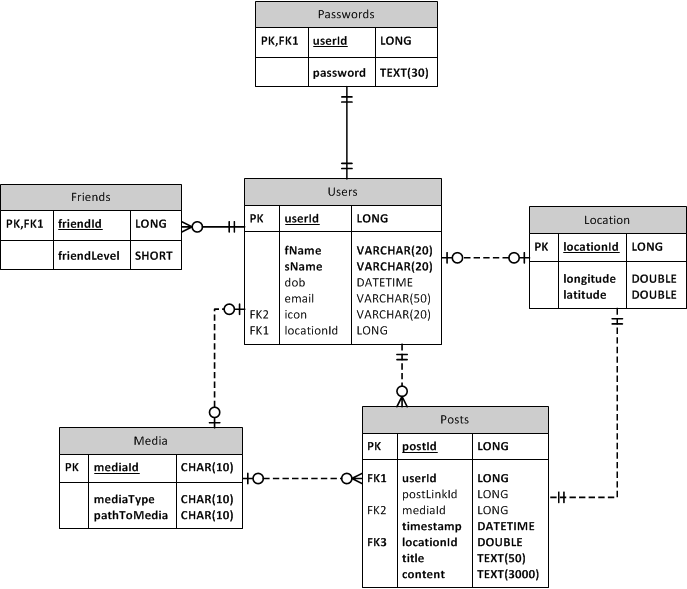 Passwords
PK,FK1 userId LONG
password TEXT(30)
Friends
PK,FK1 friendId LONG
friendLevel SHORT
Users
PK userId LONG
fName VARCHAR(20)
sName VARCHAR(20)
dob DATETIME
email VARCHAR(50)
FK2 icon VARCHAR(20)
FK1 locationId LONG
Location
PK locationId LONG
longitude DOUBLE
latitude DOUBLE
Media
PK mediaId CHAR(10)
mediaType CHAR(10)
pathToMedia CHAR(10)
Posts
PK postId LONG
FK1 userId LONG
postLinkId LONG
FK2 mediaId LONG
timestamp DATETIME
FK3 locationId DOUBLE
title TEXT(50)
content TEXT(3000)